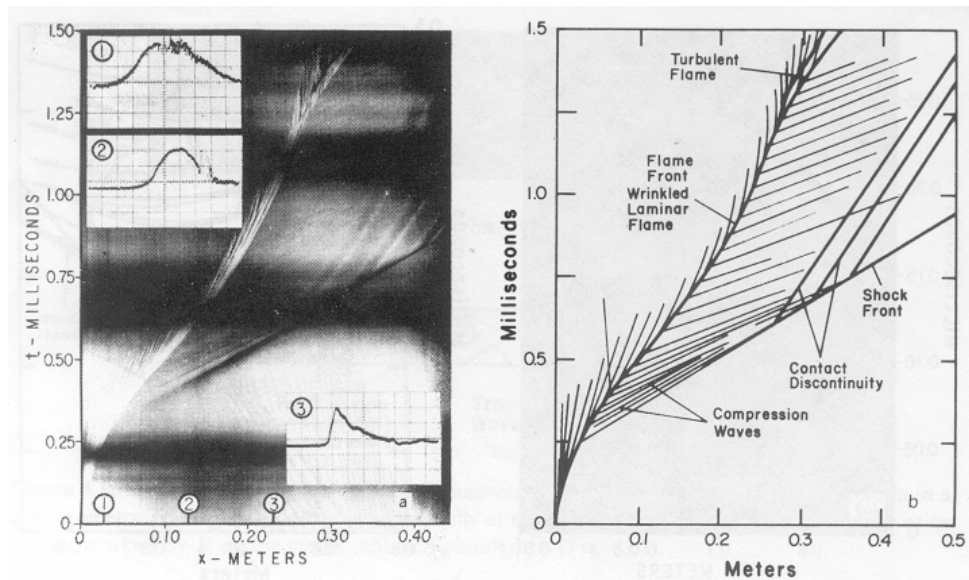 1.50
1.25
1.00
0.75
0.50
0.25
0
t - MILLISECONDS
①
②
③
① ② ③ a
0 0.10 0.20 0.30 0.40
x - METERS
1.5
1.0
0.5
0
Milliseconds
Turbulent
Flame
Flame
Front
Wrinkled
Laminar
Flame
Shock
Front
Contact
Discontinuity
Compression
Waves
b
0 0.1 0.2 0.3 0.4 0.5
Meters